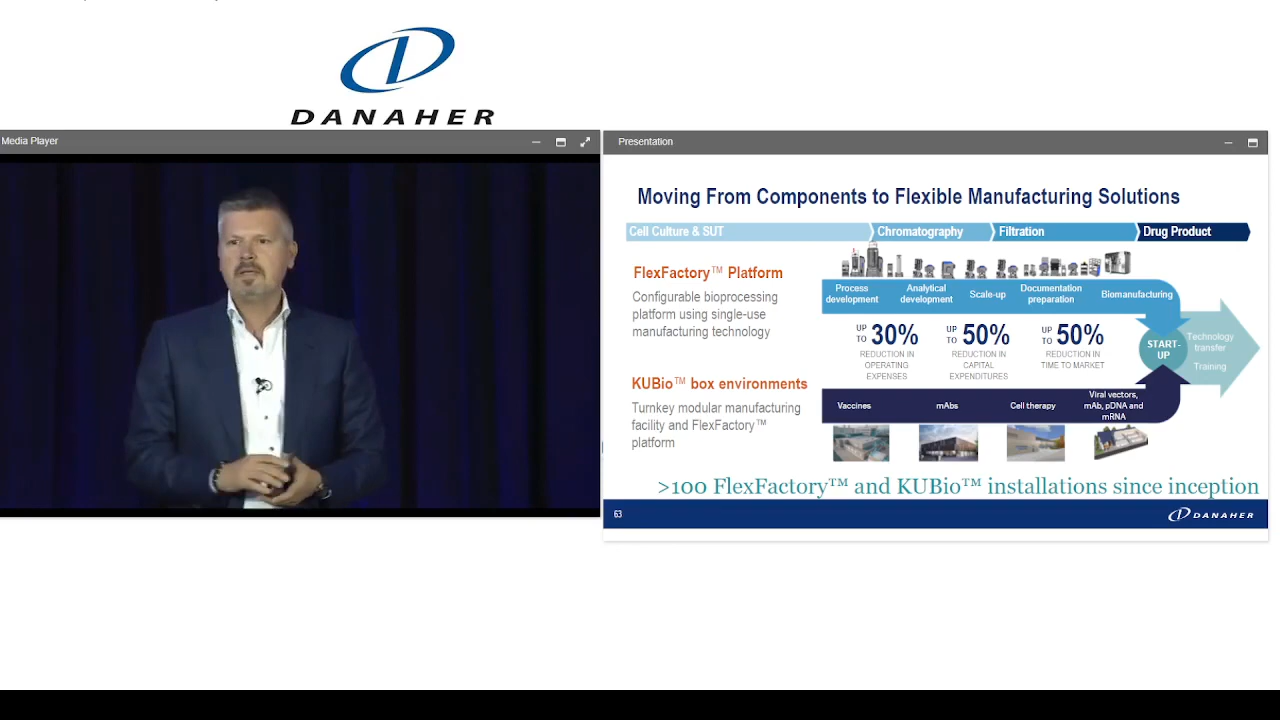 DANAHER
Media Player
Presentation
Moving From Components to Flexible Manufacturing Solutions
Cell Culture & SUT
Chromatography
Filtration
Drug Product
FlexFactory™ Platform
Configurable bioprocessing
platform using single-use
manufacturing technology
Process
development
Analytical
development
Scale-up
Documentation
preparation
Biomanufacturing
UP TO 30%
REDUCTION IN
OPERATING
EXPENSES
UP TO 50%
REDUCTION IN
CAPITAL
EXPENDITURES
UP TO 50%
REDUCTION IN
TIME TO MARKET
START-
UP
Technology
transfer
Training
KUBio™ box environments
Turnkey modular manufacturing
facility and FlexFactory™
platform
Vaccines
mAbs
Cell therapy
Viral vectors,
mAb, pDNA and
mRNA
>100 FlexFactory™ and KUBio™ installations since inception
63
DANAHER